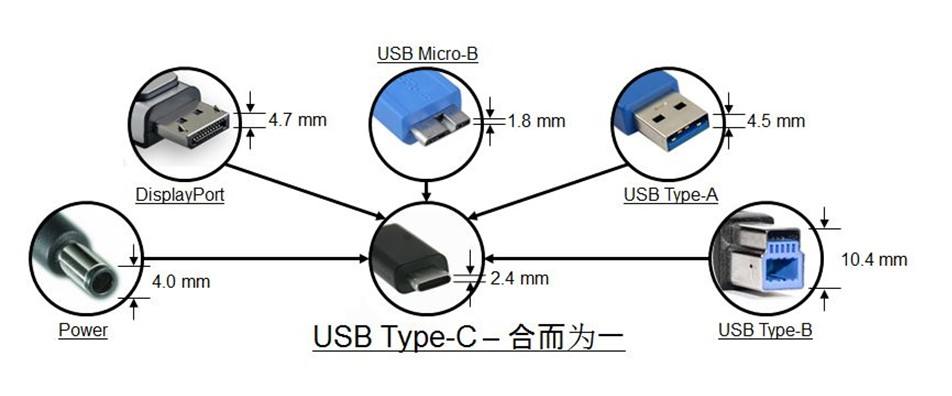 USB Micro-B
4.7 mm
1.8 mm
4.5 mm
DisplayPort
USB Type-A
4.0 mm
2.4 mm
10.4 mm
Power
USB Type-C – 合而为一
USB Type-B